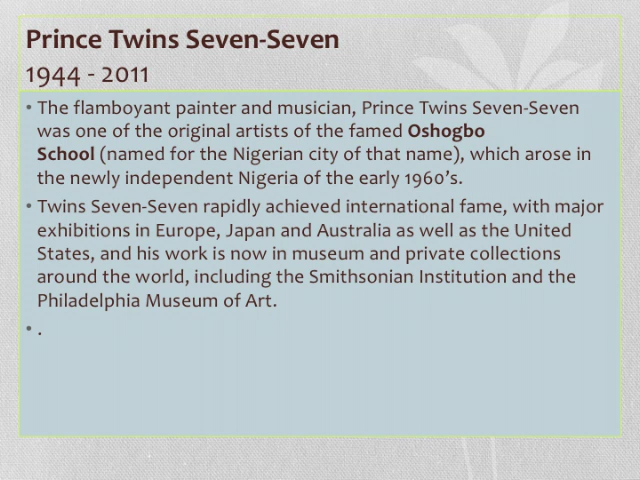 Prince Twins Seven-Seven
1944 - 2011
• The flamboyant painter and musician, Prince Twins Seven-Seven
was one of the original artists of the famed Oshogbo
School (named for the Nigerian city of that name), which arose in
the newly independent Nigeria of the early 1960’s.
• Twins Seven-Seven rapidly achieved international fame, with major
exhibitions in Europe, Japan and Australia as well as the United
States, and his work is now in museum and private collections
around the world, including the Smithsonian Institution and the
Philadelphia Museum of Art.
• .